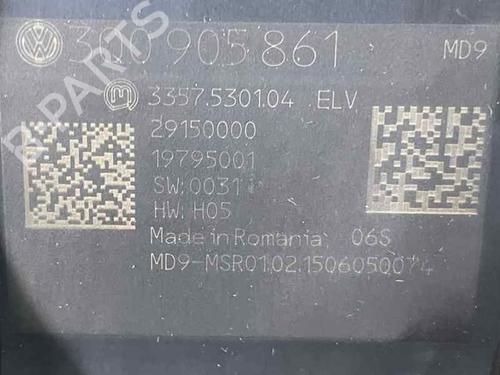 3Q0 905 861 MD9
3357.5301.04 ELV
29150000
19795001
SW: 0031
HW: H05
Made in Romania 06S
MD9-MSR01.02.1506050074
B-PARTS